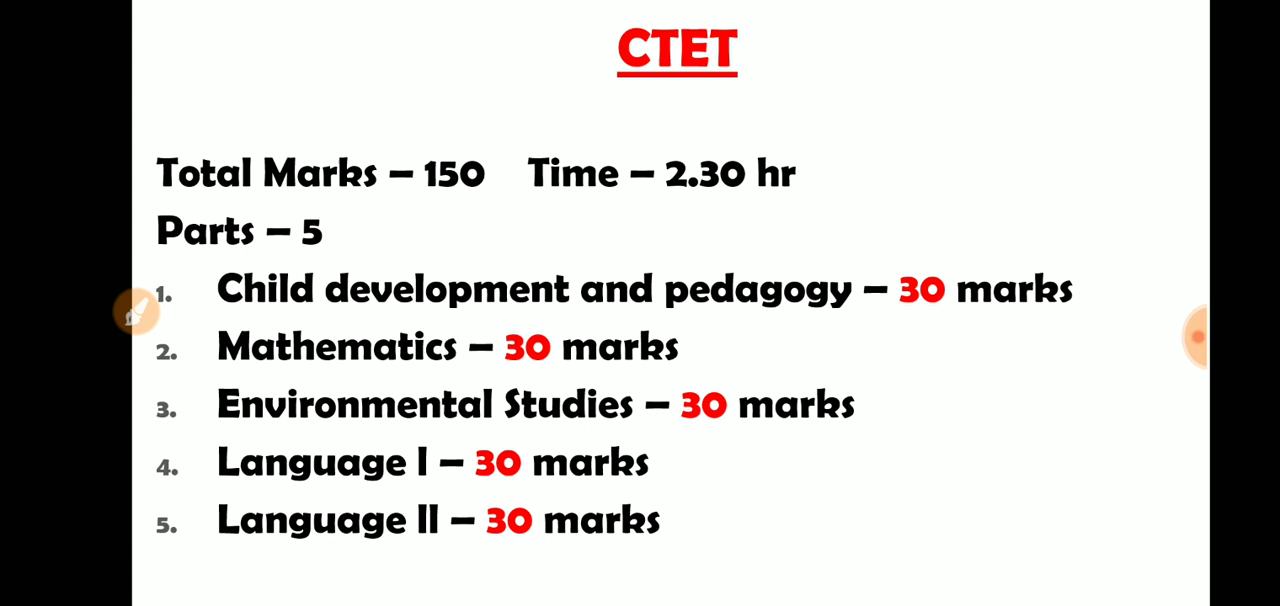 CTET
Total Marks – 150 Time – 2.30 hr
Parts – 5
1. Child development and pedagogy – 30 marks
2. Mathematics – 30 marks
3. Environmental Studies – 30 marks
4. Language I – 30 marks
5. Language II – 30 marks